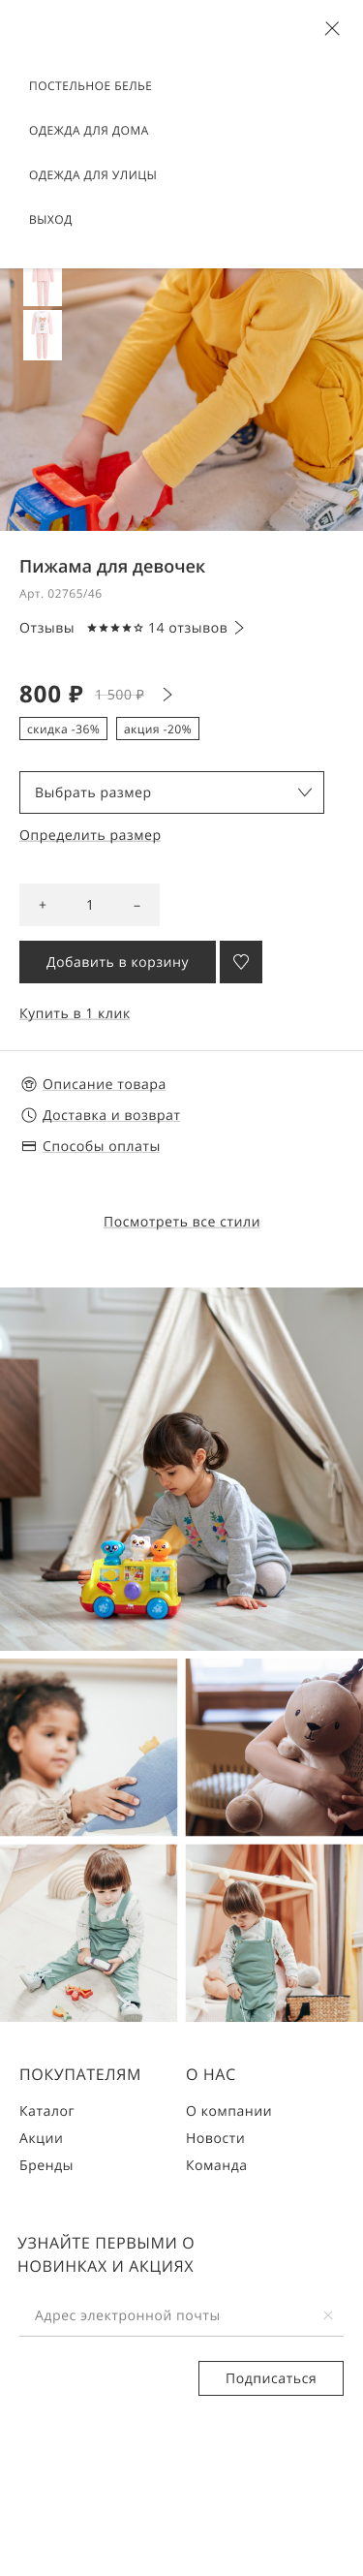 ПОСТЕЛЬНОЕ БЕЛЬЕ
ОДЕЖДА ДЛЯ ДОМА
ОДЕЖДА ДЛЯ УЛИЦЫ
ВЫХОД
Пижама для девочек
Арт. 02765/46
Отзывы ★★★★☆ 14 отзывов
800 ₽ 1 500 ₽
скидка -36% акция -20%
Выбрать размер
Определить размер
+ 1 –
Добавить в корзину
Купить в 1 клик
Описание товара
Доставка и возврат
Способы оплаты
Посмотреть все стили
ПОКУПАТЕЛЯМ
Каталог
Акции
Бренды
О НАС
О компании
Новости
Команда
УЗНАЙТЕ ПЕРВЫМИ О
НОВИНКАХ И АКЦИЯХ
Адрес электронной почты
Подписаться